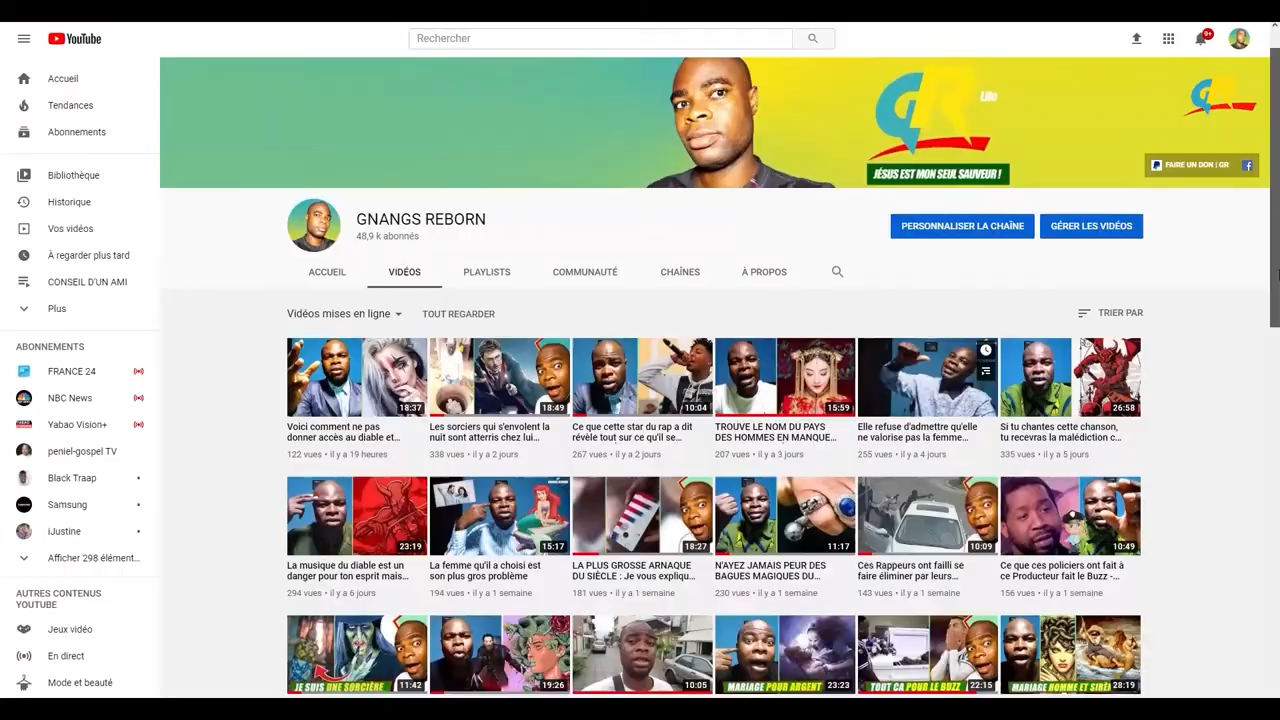 YouTube
Rechercher
9+
Accueil
Tendances
Abonnements
Bibliothèque
Historique
Vos vidéos
À regarder plus tard
CONSEIL D'UN AMI
Plus
ABONNEMENTS
FRANCE 24
NBC News
Yabao Vision+
peniel-gospel TV
Black Traap
Samsung
iJustine
Afficher 298 élément...
AUTRES CONTENUS
YOUTUBE
Jeux vidéo
En direct
Mode et beauté
GR
JÉSUS EST MON SEUL SAUVEUR !
GR
FAIRE UN DON | GR
GNANGS REBORN
48,9 k abonnés
PERSONNALISER LA CHAÎNE
GÉRER LES VIDÉOS
ACCUEIL
VIDÉOS
PLAYLISTS
COMMUNAUTÉ
CHAÎNES
À PROPOS
Vidéos mises en ligne
TOUT REGARDER
TRIER PAR
18:37
Voici comment ne pas
donner accès au diable et...
122 vues • il y a 19 heures
18:49
Les sorciers qui s'envolent la
nuit sont atterris chez lui...
338 vues • il y a 2 jours
10:04
Ce que cette star du rap a dit
révèle tout sur ce qu'il se...
267 vues • il y a 2 jours
15:59
TROUVE LE NOM DU PAYS
DES HOMMES EN MANQUE...
207 vues • il y a 3 jours
Elle refuse d'admettre qu'elle
ne valorise pas la femme...
255 vues • il y a 4 jours
26:58
Si tu chantes cette chanson,
tu recevras la malédiction c...
335 vues • il y a 5 jours
23:19
La musique du diable est un
danger pour ton esprit mais...
294 vues • il y a 6 jours
15:17
La femme qu'il a choisi est
son plus gros problème
194 vues • il y a 1 semaine
18:27
LA PLUS GROSSE ARNAQUE
DU SIÈCLE : Je vous expliqu...
181 vues • il y a 1 semaine
11:17
N'AYEZ JAMAIS PEUR DES
BAGUES MAGIQUES DU...
230 vues • il y a 1 semaine
10:09
Ces Rappeurs ont failli se
faire éliminer par leurs...
143 vues • il y a 1 semaine
10:49
Ce que ces policiers ont fait à
ce Producteur fait le Buzz -...
156 vues • il y a 1 semaine
JE SUIS UNE SORCIÈRE
11:42
19:26
10:05
MARIAGE POUR ARGENT
23:23
TOUT ÇA POUR LE BUZZ
22:15
MARIAGE HOMME ET SIRÈ
28:19